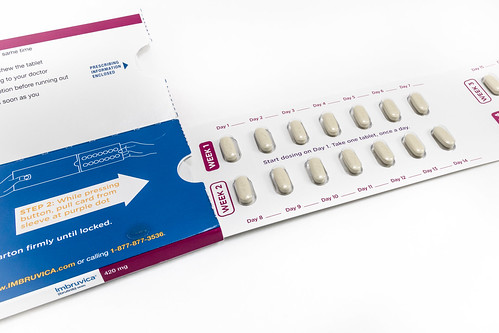 same time
hew the tablet
ng to your doctor
tion before running out
s soon as you
PRESCRIBING
INFORMATION
ENCLOSED
STEP 2: While pressing
button, pull card from
sleeve at purple dot
arton firmly until locked.
w.IMBRUVICA.com or calling 1-877-877-3536.
imbruvica
420 mg
Day 1 Day 2 Day 3 Day 4 Day 5 Day 6 Day 7
WEEK 1
Start dosing on Day 1. Take one tablet, once a day.
WEEK 2
Day 8 Day 9 Day 10 Day 11 Day 12 Day 13 Day 14
Day 15
WEEK 3